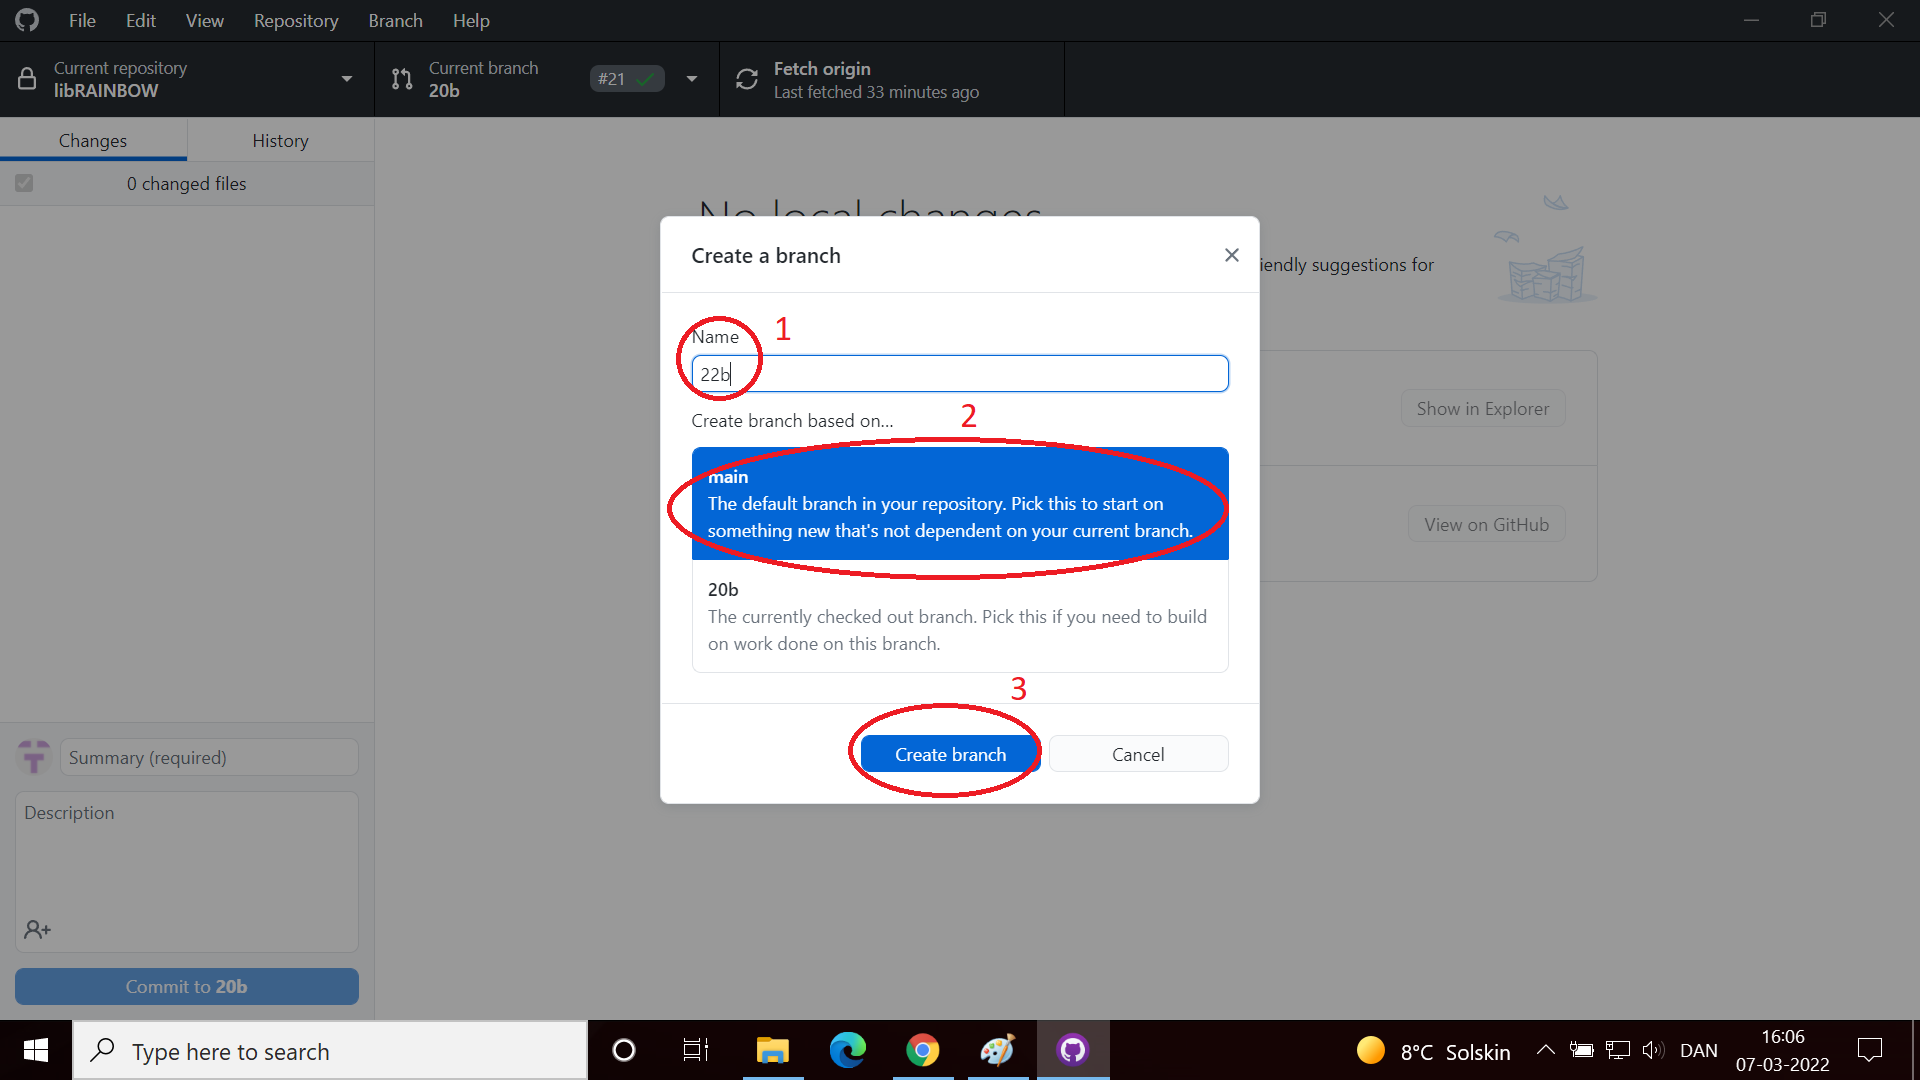 File Edit View Repository Branch Help
Current repository
libRAINBOW
Current branch
20b
#21
Fetch origin
Last fetched 33 minutes ago
Changes History
0 changed files
No local changes
iendly suggestions for
Create a branch
Name 1
22b
Create branch based on... 2
main
The default branch in your repository. Pick this to start on
something new that's not dependent on your current branch.
20b
The currently checked out branch. Pick this if you need to build
on work done on this branch.
3
Create branch Cancel
Show in Explorer
View on GitHub
Summary (required)
Description
Commit to 20b
Type here to search
8°C Solskin
DAN
16:06
07-03-2022